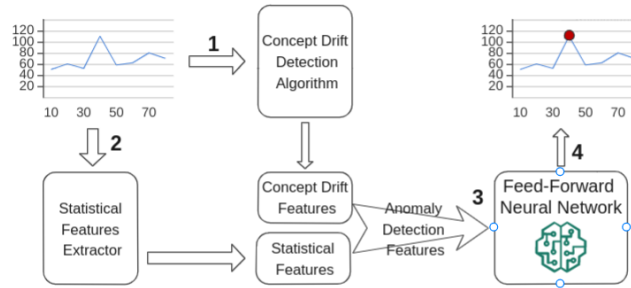 120
100
80
60
40
20
10 30 50 70
1
Concept Drift
Detection
Algorithm
120
100
80
60
40
20
10 30 50 70
2
4
Statistical
Features
Extractor
Concept Drift
Features
Statistical
Features
Anomaly
Detection
Features
3
Feed-Forward
Neural Network